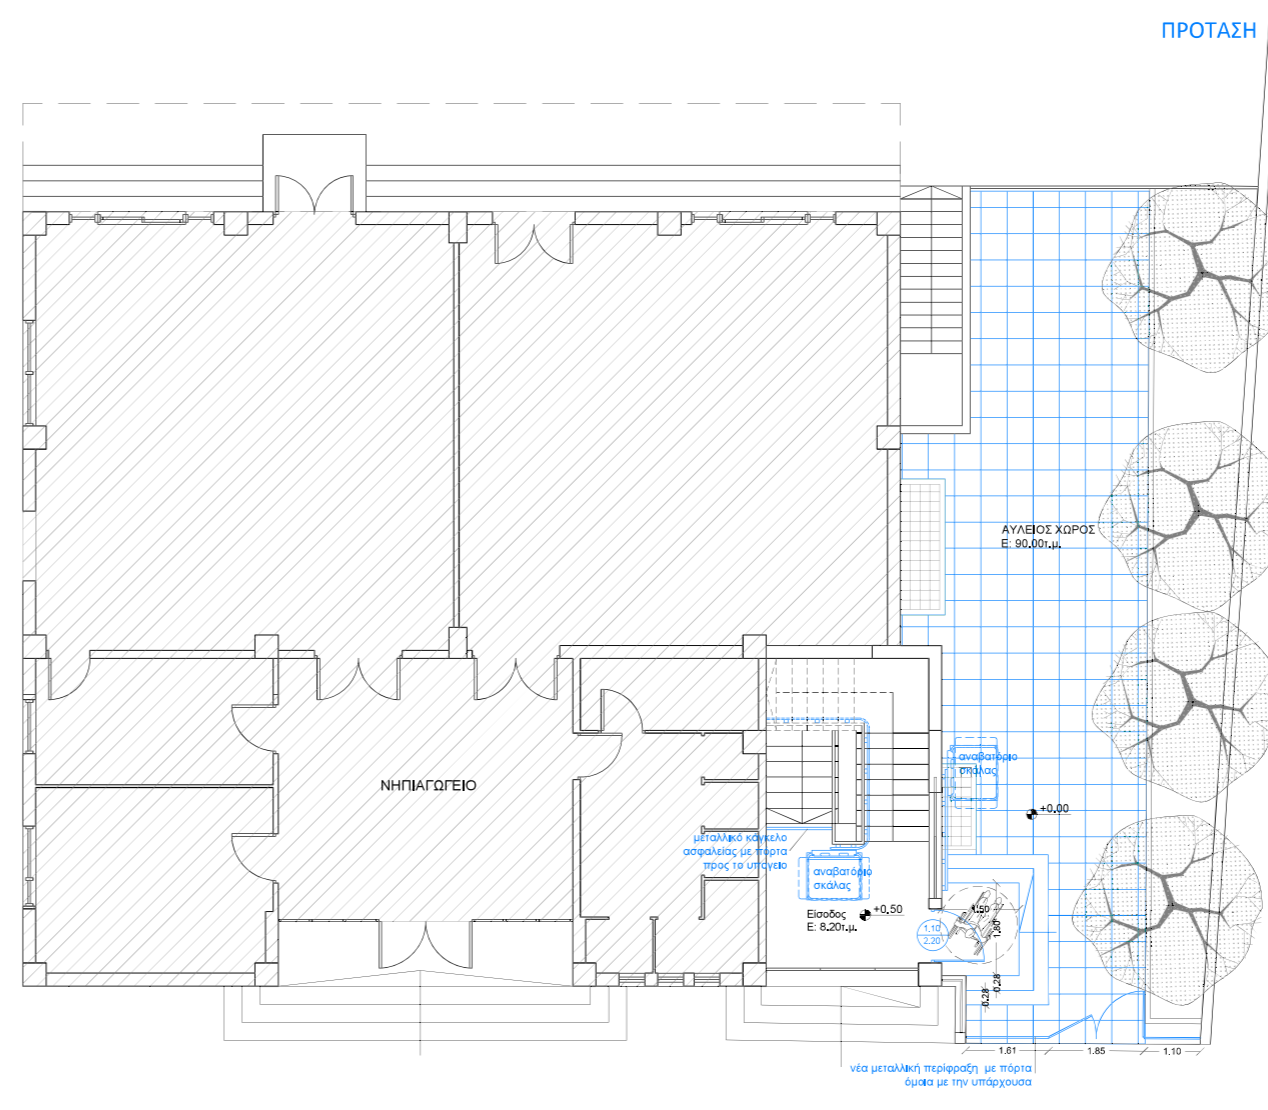 ΠΡΟΤΑΣΗ
ΑΥΛΕΙΟΣ ΧΩΡΟΣ
Ε: 90.00τ.μ.
αναβατόριο
σκάλας
ΝΗΠΙΑΓΩΓΕΙΟ
+0.00
μεταλλικό κάγκελο
ασφαλείας με πόρτα
προς το υπόγειο
αναβατόριο
σκάλας
Είσοδος
Ε: 8.20τ.μ.
+0.50
1.10
2.20
1.50
1.80
0.28
0.28
1.61
1.85
1.10
νέα μεταλλική περίφραξη με πόρτα
όμοια με την υπάρχουσα